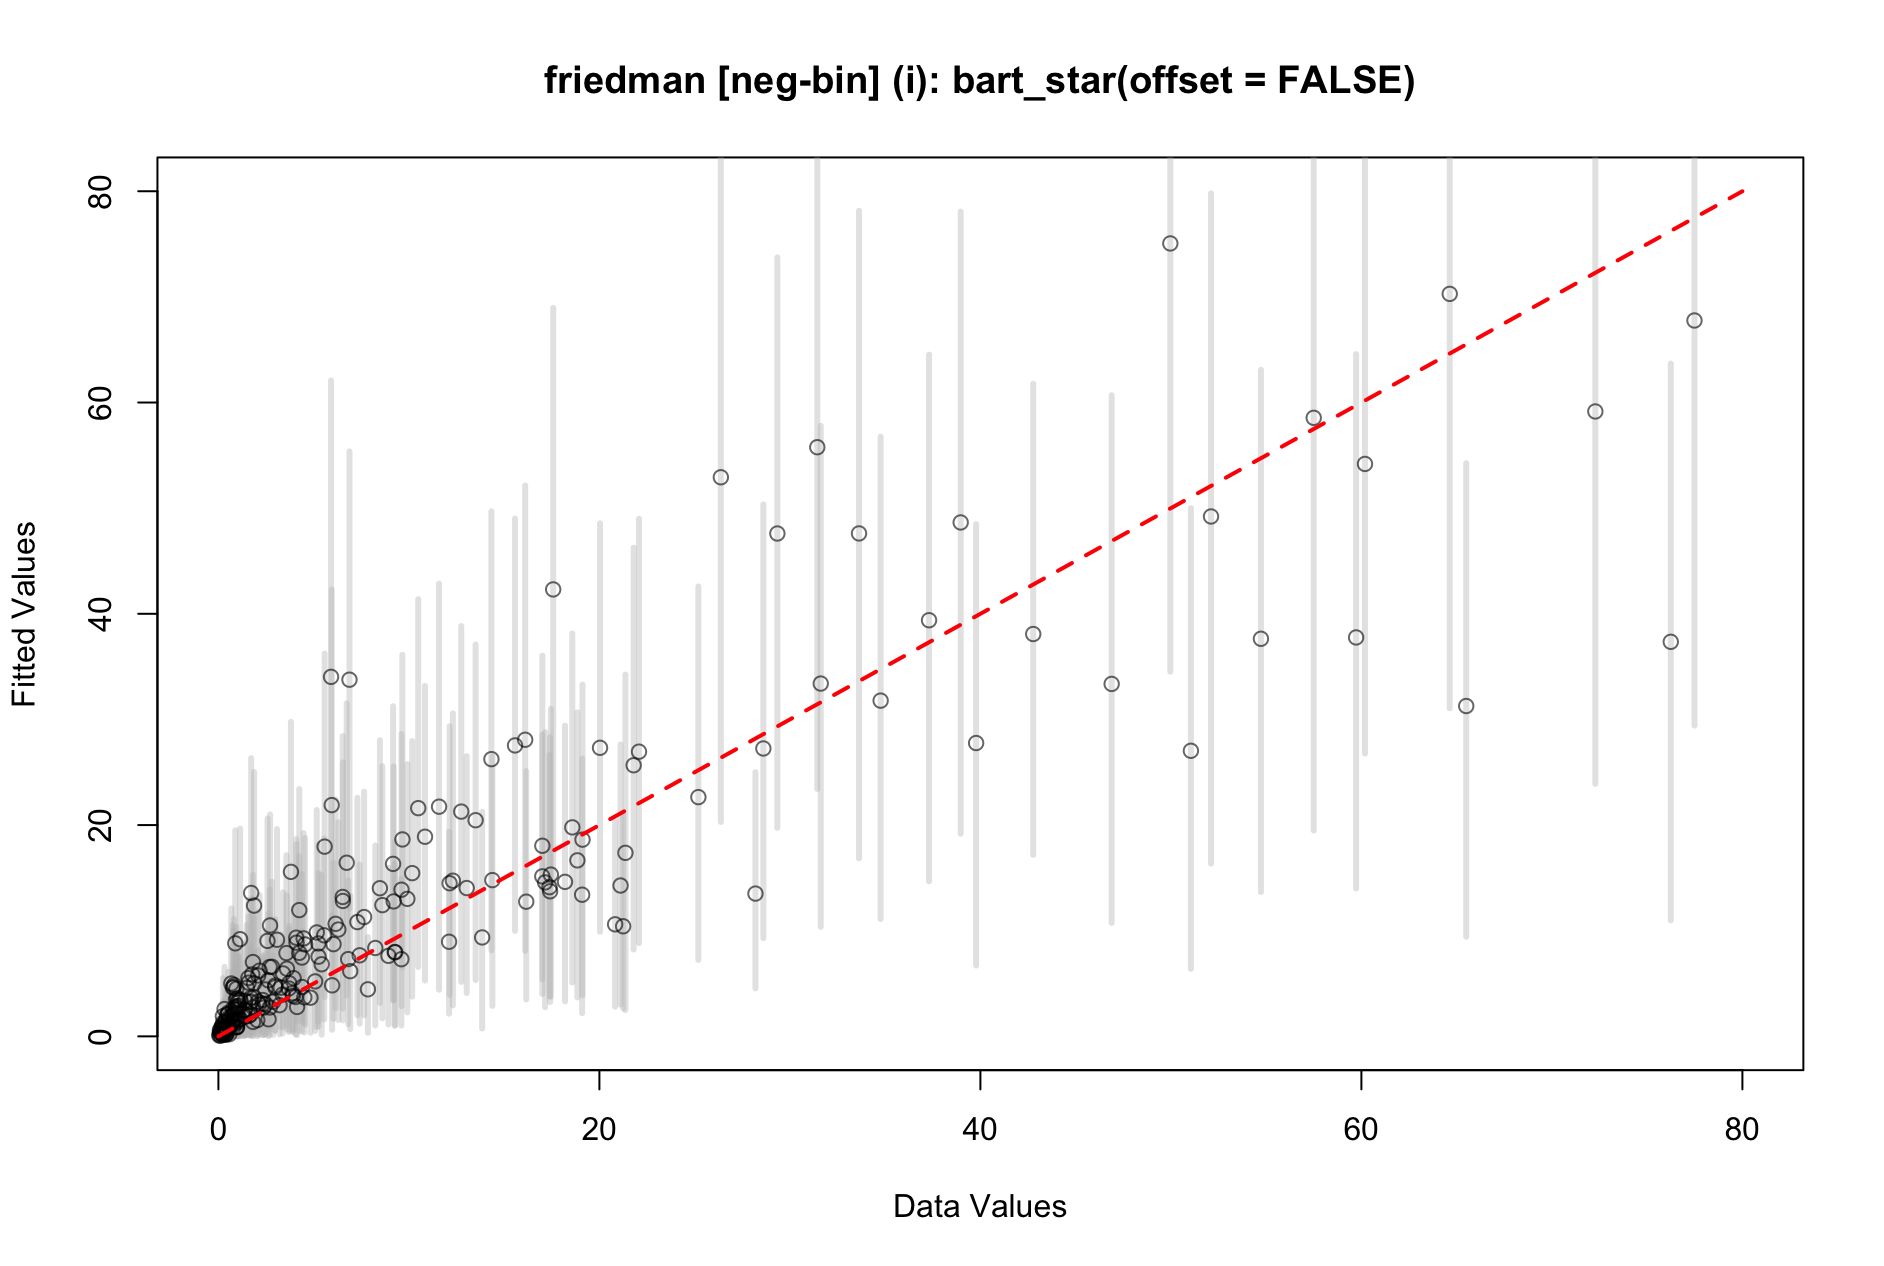 friedman [neg-bin] (i): bart_star(offset = FALSE)
80
60
40
20
0
Fitted Values
0 20 40 60 80
Data Values